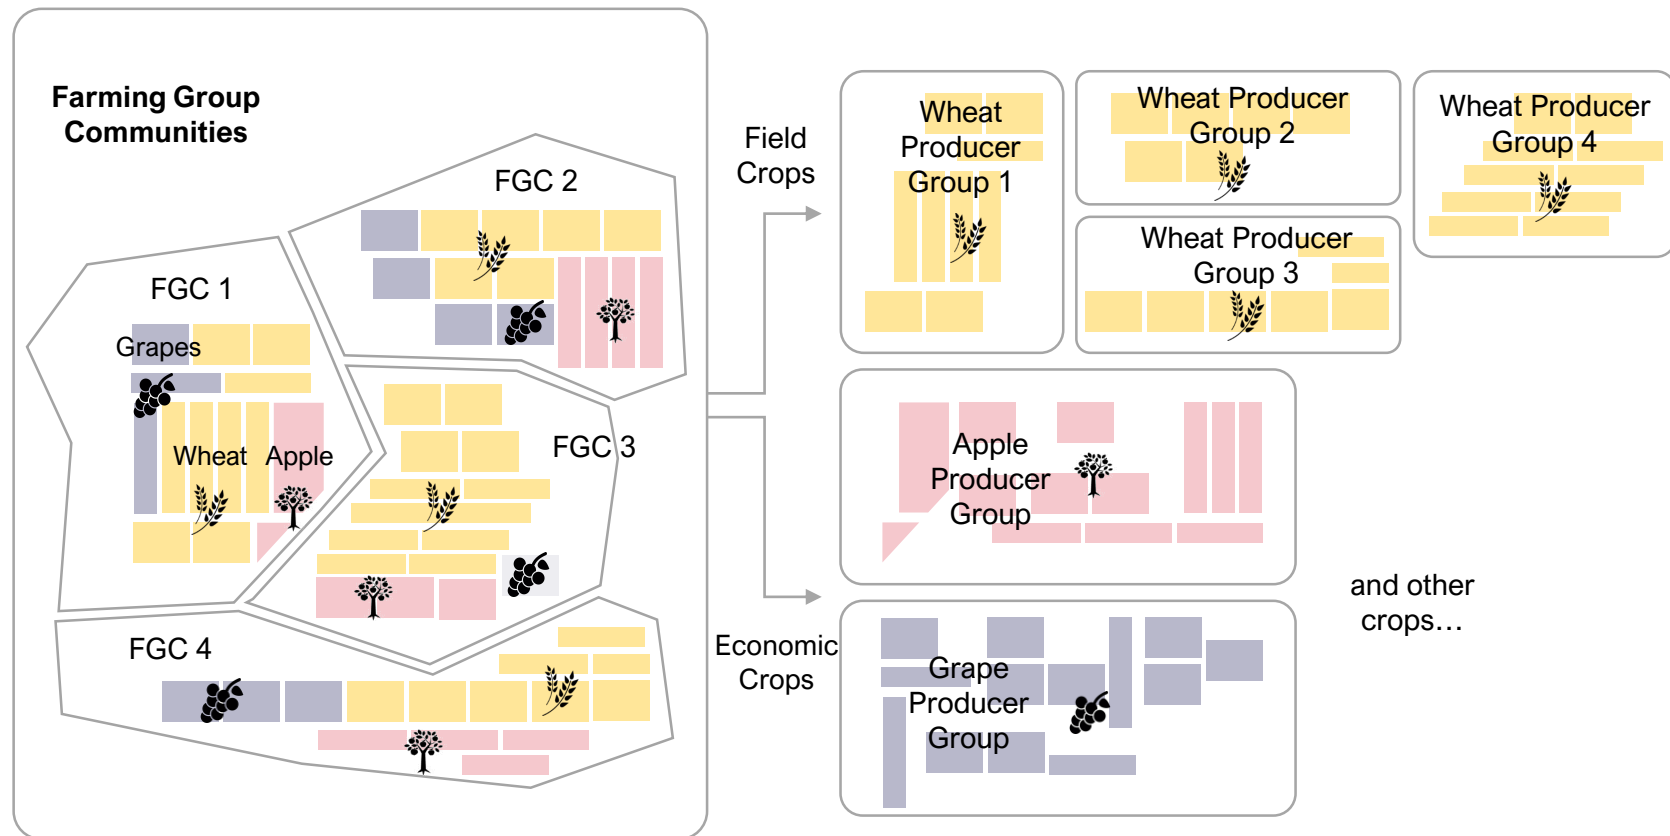 Farming Group
Communities
FGC 1
Grapes
Wheat
Apple
FGC 2
FGC 3
FGC 4
Field
Crops
Economic
Crops
Wheat
Producer
Group 1
Wheat Producer
Group 2
Wheat Producer
Group 3
Wheat Producer
Group 4
Apple
Producer
Group
Grape
Producer
Group
and other
crops…